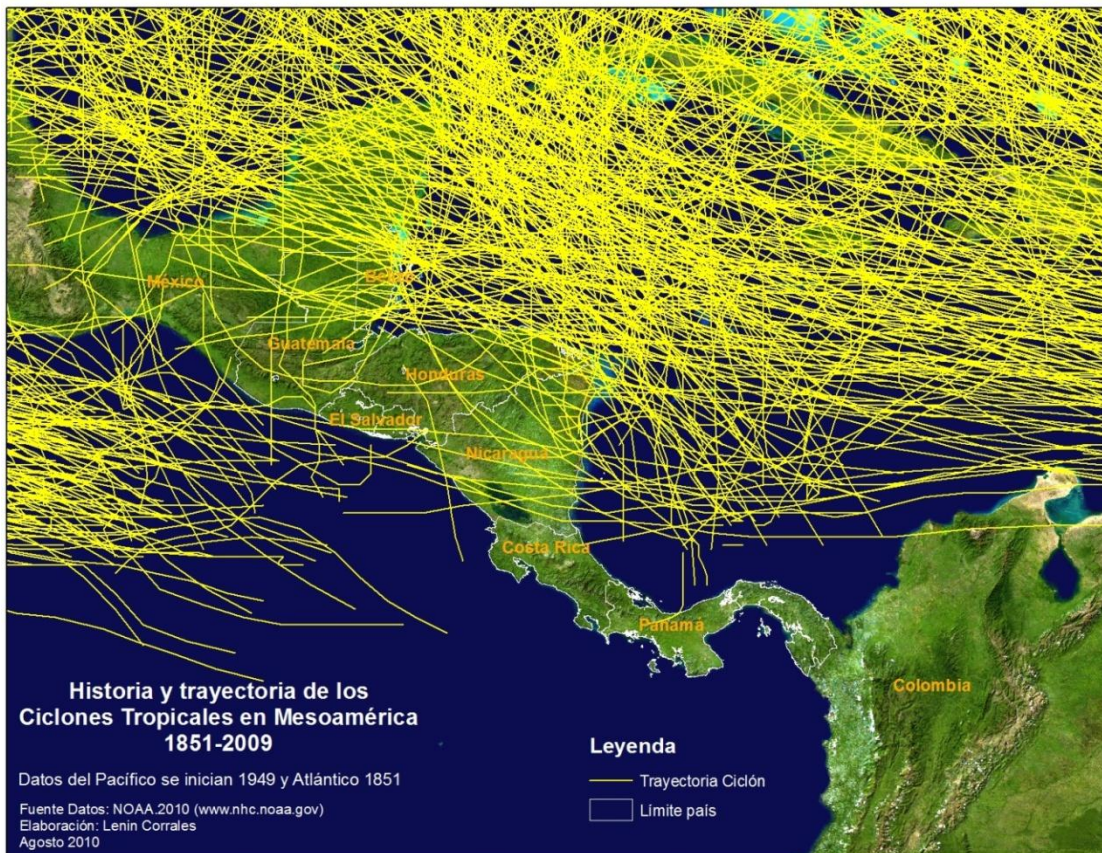 México
Belice
Guatemala
Honduras
El Salvador
Nicaragua
Costa Rica
Panamá
Colombia
Historia y trayectoria de los
Ciclones Tropicales en Mesoamérica
1851-2009
Datos del Pacífico se inician 1949 y Atlántico 1851
Fuente Datos: NOAA.2010 (www.nhc.noaa.gov)
Elaboración: Lenin Corrales
Agosto 2010
Leyenda
Trayectoria Ciclón
Límite país